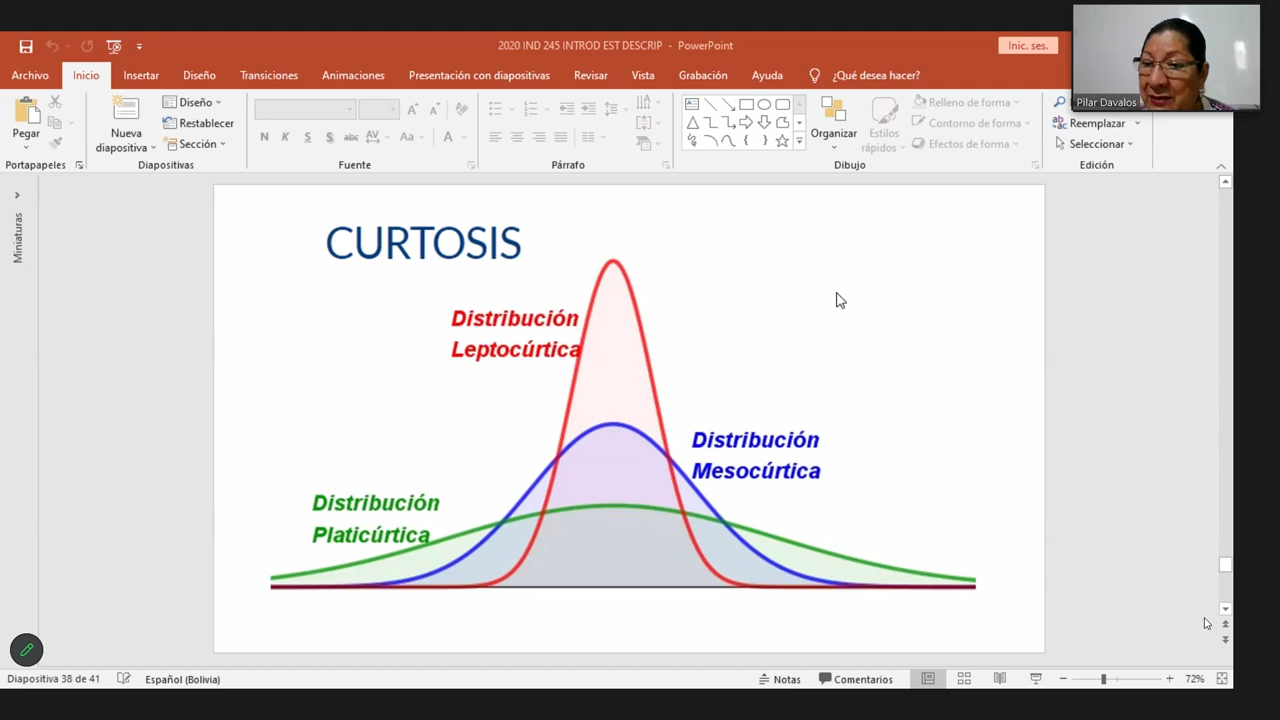 2020 IND 245 INTROD EST DESCRIP - PowerPoint
Inic. ses.
Archivo
Inicio
Insertar
Diseño
Transiciones
Animaciones
Presentación con diapositivas
Revisar
Vista
Grabación
Ayuda
¿Qué desea hacer?
Pilar Davalos
Pegar
Nueva
diapositiva
Diseño
Restablecer
Sección
N K S S abc AV Aa A
Organizar
Estilos
rápidos
Relleno de forma
Contorno de forma
Efectos de forma
Reemplazar
Seleccionar
Portapapeles
Diapositivas
Fuente
Párrafo
Dibujo
Edición
Miniaturas
CURTOSIS
Distribución
Leptocúrtica
Distribución
Mesocúrtica
Distribución
Platicúrtica
Diapositiva 38 de 41
Español (Bolivia)
Notas
Comentarios
72%